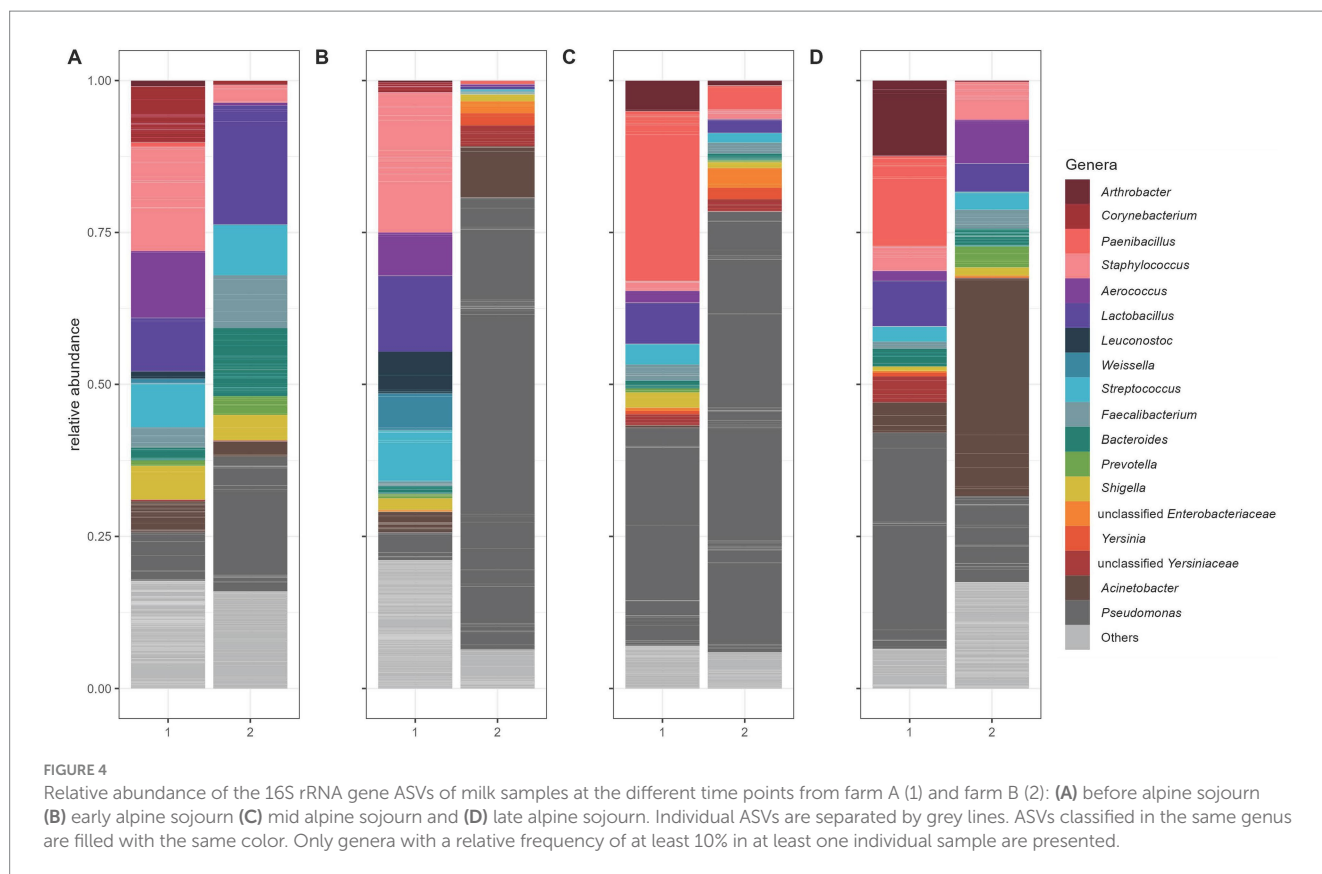 A
B
C
D
1.00
0.75
0.50
0.25
0.00
relative abundance
1
2
1
2
1
2
1
2
Genera
Arthrobacter
Corynebacterium
Paenibacillus
Staphylococcus
Aerococcus
Lactobacillus
Leuconostoc
Weissella
Streptococcus
Faecalibacterium
Bacteroides
Prevotella
Shigella
unclassified Enterobacteriaceae
Yersinia
unclassified Yersiniaceae
Acinetobacter
Pseudomonas
Others
FIGURE 4
Relative abundance of the 16S rRNA gene ASVs of milk samples at the different time points from farm A (1) and farm B (2): (A) before alpine sojourn
(B) early alpine sojourn (C) mid alpine sojourn and (D) late alpine sojourn. Individual ASVs are separated by grey lines. ASVs classified in the same genus
are filled with the same color. Only genera with a relative frequency of at least 10% in at least one individual sample are presented.